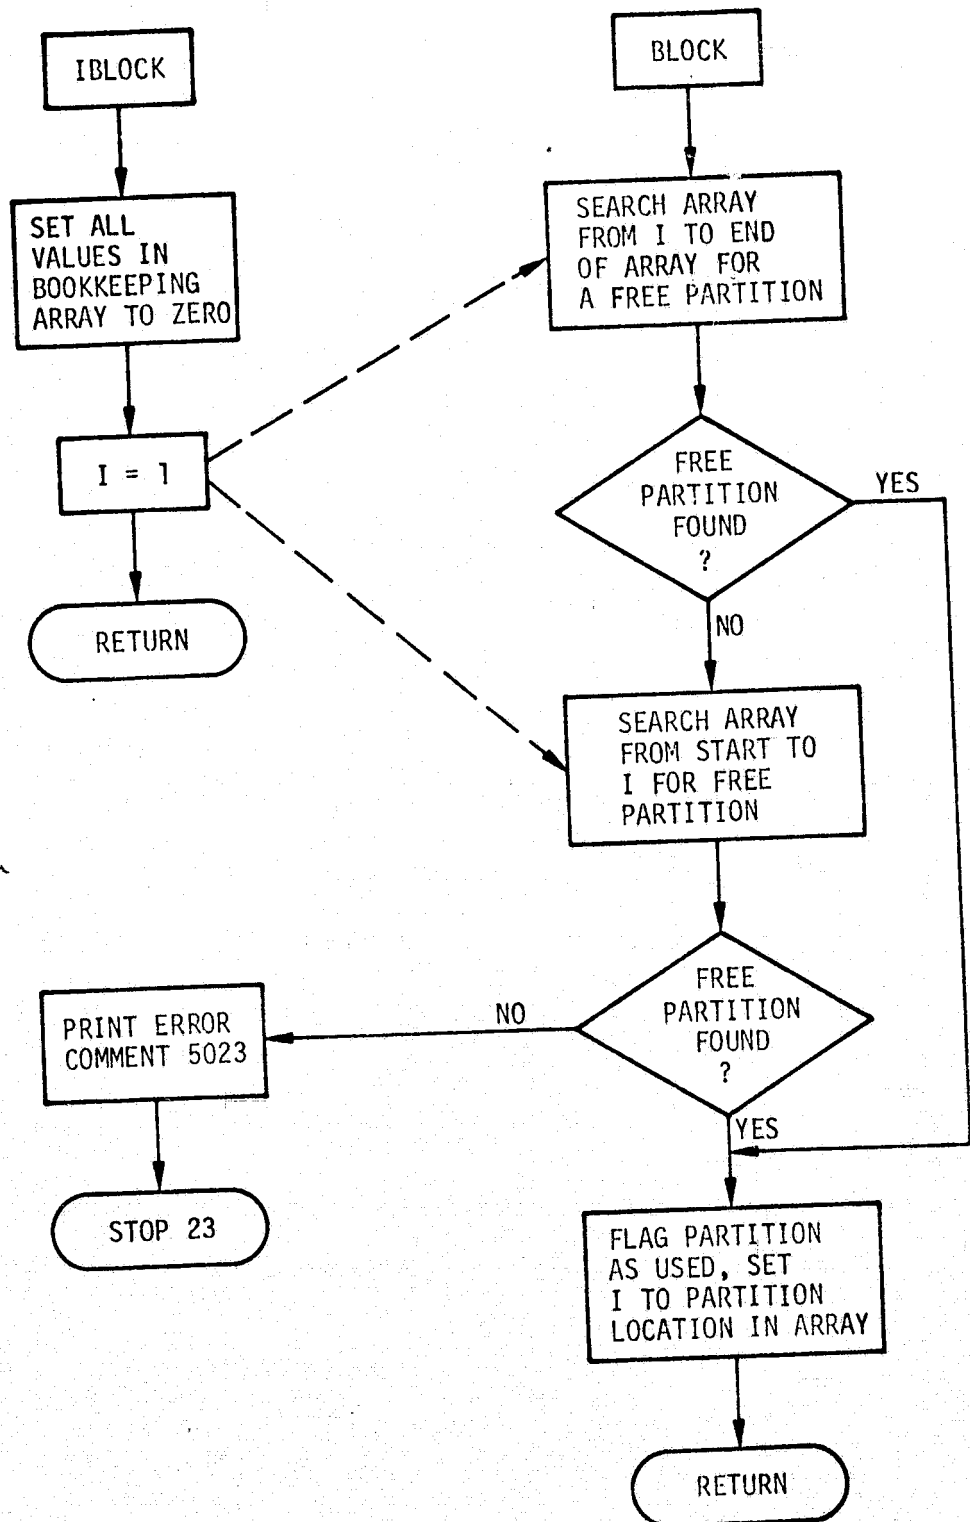 IBLOCK
SET ALL
VALUES IN
BOOKKEEPING
ARRAY TO ZERO
I = 1
RETURN
BLOCK
SEARCH ARRAY
FROM I TO END
OF ARRAY FOR
A FREE PARTITION
FREE
PARTITION
FOUND
?
YES
NO
SEARCH ARRAY
FROM START TO
I FOR FREE
PARTITION
FREE
PARTITION
FOUND
?
NO
PRINT ERROR
COMMENT 5023
STOP 23
YES
FLAG PARTITION
AS USED, SET
I TO PARTITION
LOCATION IN ARRAY
RETURN